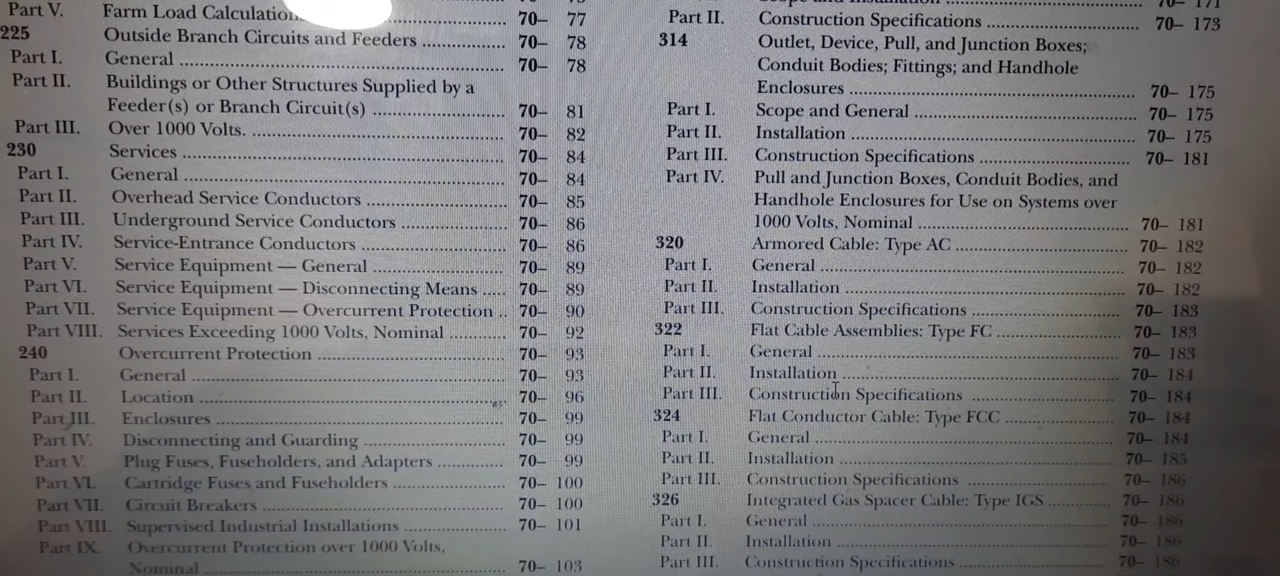 Part V. Farm Load Calculation 70– 77
225 Outside Branch Circuits and Feeders 70– 78
Part I. General 70– 78
Part II. Buildings or Other Structures Supplied by a
Feeder(s) or Branch Circuit(s) 70– 81
Part III. Over 1000 Volts. 70– 82
230 Services 70– 84
Part I. General 70– 84
Part II. Overhead Service Conductors 70– 85
Part III. Underground Service Conductors 70– 86
Part IV. Service-Entrance Conductors 70– 86
Part V. Service Equipment — General 70– 89
Part VI. Service Equipment — Disconnecting Means 70– 89
Part VII. Service Equipment — Overcurrent Protection 70– 90
Part VIII. Services Exceeding 1000 Volts, Nominal 70– 92
240 Overcurrent Protection 70– 93
Part I. General 70– 93
Part II. Location 70– 96
Part III. Enclosures 70– 99
Part IV. Disconnecting and Guarding 70– 99
Part V. Plug Fuses, Fuseholders, and Adapters 70– 99
Part VI. Cartridge Fuses and Fuseholders 70– 100
Part VII. Circuit Breakers 70– 100
Part VIII. Supervised Industrial Installations 70– 101
Part IX. Overcurrent Protection over 1000 Volts,
Nominal 70– 103
70– 171
Part II. Construction Specifications 70– 173
314 Outlet, Device, Pull, and Junction Boxes;
Conduit Bodies; Fittings; and Handhole
Enclosures 70– 175
Part I. Scope and General 70– 175
Part II. Installation 70– 175
Part III. Construction Specifications 70– 181
Part IV. Pull and Junction Boxes, Conduit Bodies, and
Handhole Enclosures for Use on Systems over
1000 Volts, Nominal 70– 181
320 Armored Cable: Type AC 70– 182
Part I. General 70– 182
Part II. Installation 70– 182
Part III. Construction Specifications 70– 183
322 Flat Cable Assemblies: Type FC 70– 183
Part I. General 70– 183
Part II. Installation 70– 184
Part III. Construction Specifications 70– 184
324 Flat Conductor Cable: Type FCC 70– 184
Part I. General 70– 184
Part II. Installation 70– 185
Part III. Construction Specifications 70– 186
326 Integrated Gas Spacer Cable: Type IGS 70– 186
Part I. General 70– 186
Part II. Installation 70– 186
Part III. Construction Specifications 70– 186